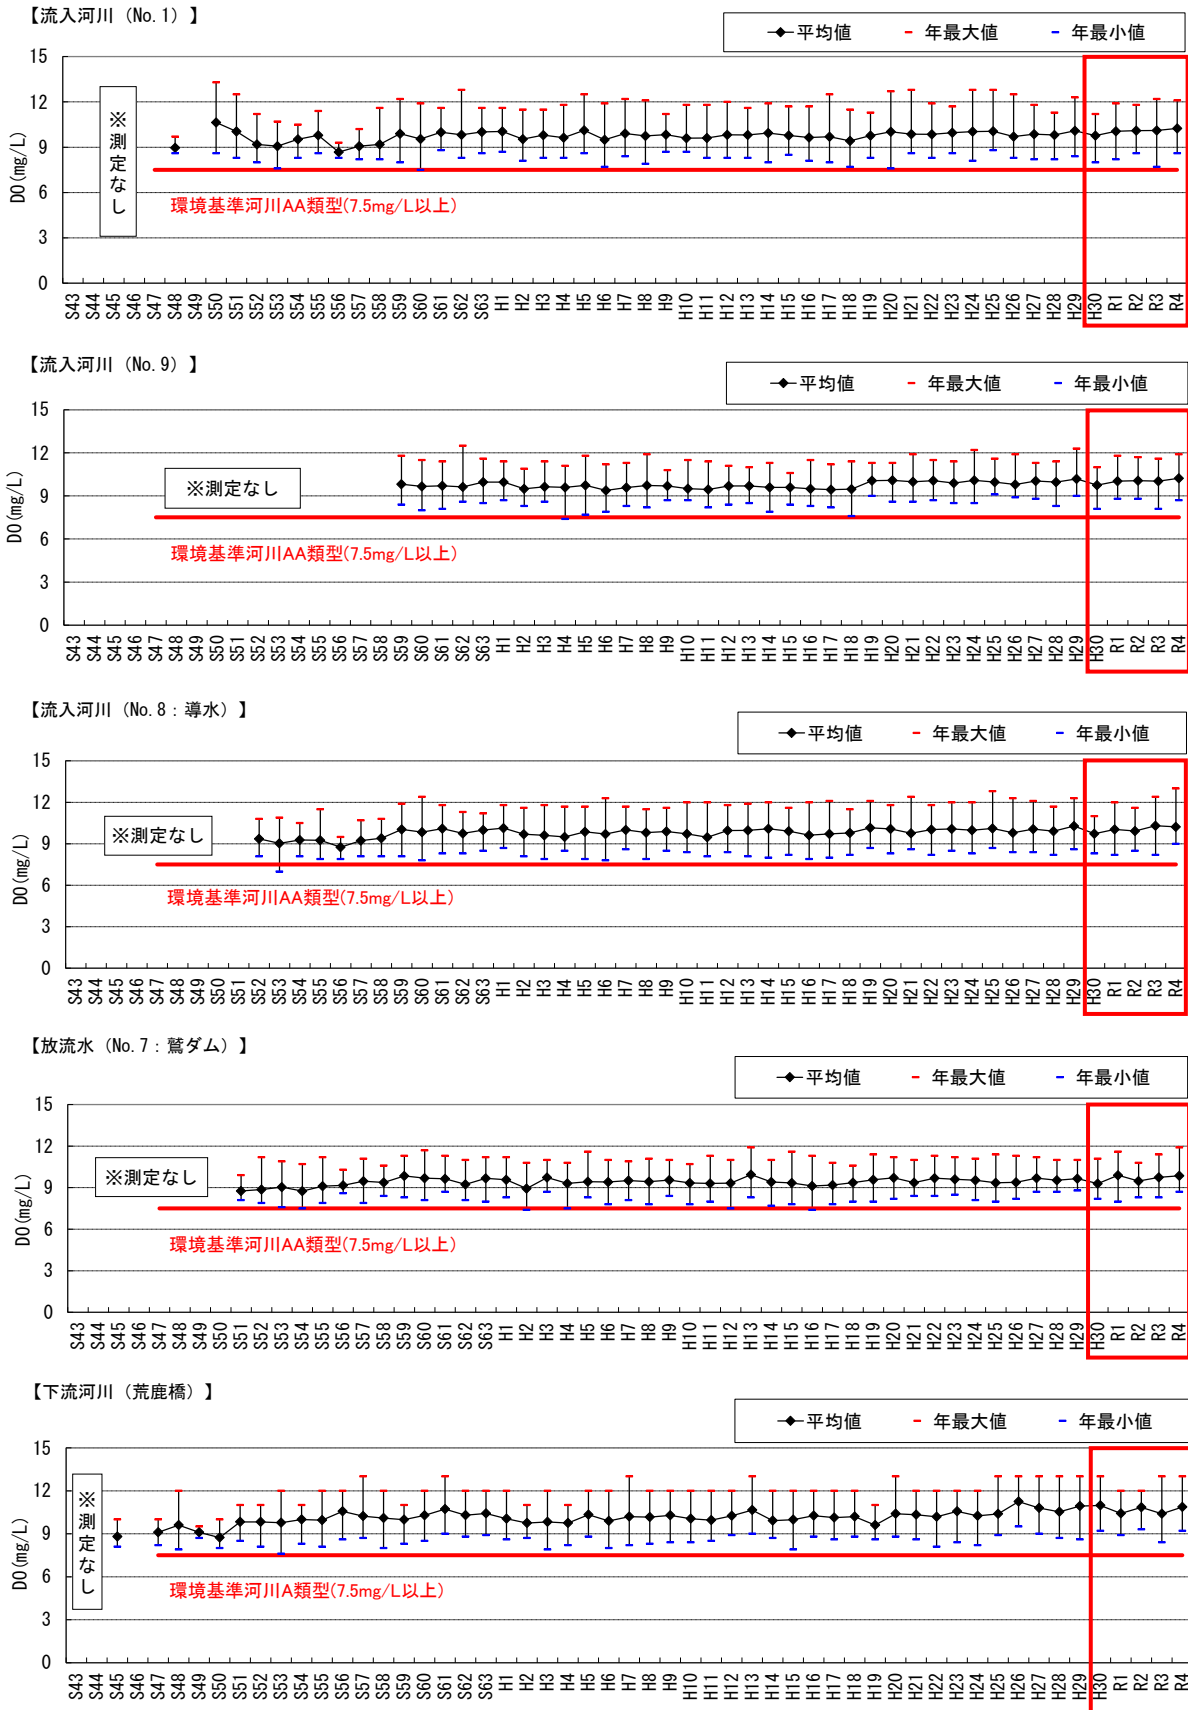 【流入河川（No.1）】
平均値 年最大値 年最小値
DO(mg/L)
15
12
9
6
3
0
※測定なし
環境基準河川AA類型(7.5mg/L以上)
S43 S44 S45 S46 S47 S48 S49 S50 S51 S52 S53 S54 S55 S56 S57 S58 S59 S60 S61 S62 S63 H1 H2 H3 H4 H5 H6 H7 H8 H9 H10 H11 H12 H13 H14 H15 H16 H17 H18 H19 H20 H21 H22 H23 H24 H25 H26 H27 H28 H29 H30 R1 R2 R3 R4
【流入河川（No.9）】
平均値 年最大値 年最小値
DO(mg/L)
15
12
9
6
3
0
※測定なし
環境基準河川AA類型(7.5mg/L以上)
S43 S44 S45 S46 S47 S48 S49 S50 S51 S52 S53 S54 S55 S56 S57 S58 S59 S60 S61 S62 S63 H1 H2 H3 H4 H5 H6 H7 H8 H9 H10 H11 H12 H13 H14 H15 H16 H17 H18 H19 H20 H21 H22 H23 H24 H25 H26 H27 H28 H29 H30 R1 R2 R3 R4
【流入河川（No.8：導水）】
平均値 年最大値 年最小値
DO(mg/L)
15
12
9
6
3
0
※測定なし
環境基準河川AA類型(7.5mg/L以上)
S43 S44 S45 S46 S47 S48 S49 S50 S51 S52 S53 S54 S55 S56 S57 S58 S59 S60 S61 S62 S63 H1 H2 H3 H4 H5 H6 H7 H8 H9 H10 H11 H12 H13 H14 H15 H16 H17 H18 H19 H20 H21 H22 H23 H24 H25 H26 H27 H28 H29 H30 R1 R2 R3 R4
【放流水（No.7：鷲ダム）】
平均値 年最大値 年最小値
DO(mg/L)
15
12
9
6
3
0
※測定なし
環境基準河川AA類型(7.5mg/L以上)
S43 S44 S45 S46 S47 S48 S49 S50 S51 S52 S53 S54 S55 S56 S57 S58 S59 S60 S61 S62 S63 H1 H2 H3 H4 H5 H6 H7 H8 H9 H10 H11 H12 H13 H14 H15 H16 H17 H18 H19 H20 H21 H22 H23 H24 H25 H26 H27 H28 H29 H30 R1 R2 R3 R4
【下流河川（荒鹿橋）】
平均値 年最大値 年最小値
DO(mg/L)
15
12
9
6
3
0
※測定なし
環境基準河川A類型(7.5mg/L以上)
S43 S44 S45 S46 S47 S48 S49 S50 S51 S52 S53 S54 S55 S56 S57 S58 S59 S60 S61 S62 S63 H1 H2 H3 H4 H5 H6 H7 H8 H9 H10 H11 H12 H13 H14 H15 H16 H17 H18 H19 H20 H21 H22 H23 H24 H25 H26 H27 H28 H29 H30 R1 R2 R3 R4